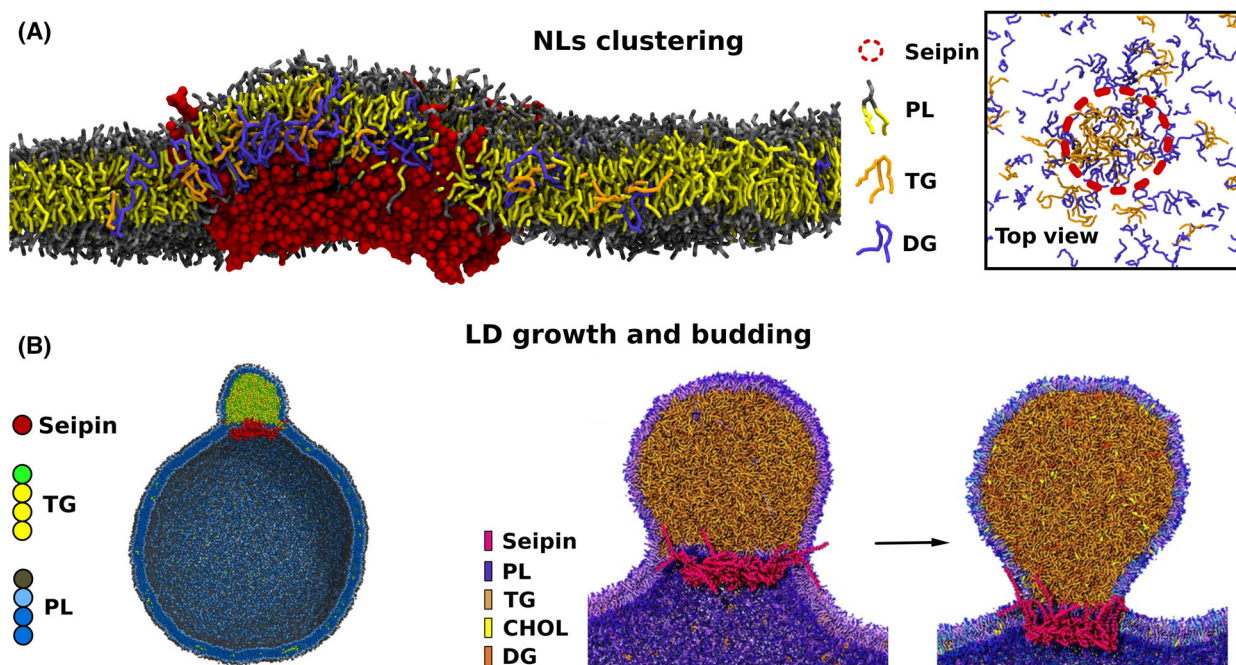 (A)
NLs clustering
Seipin
PL
TG
DG
Top view
(B)
LD growth and budding
Seipin
TG
PL
Seipin
PL
TG
CHOL
DG